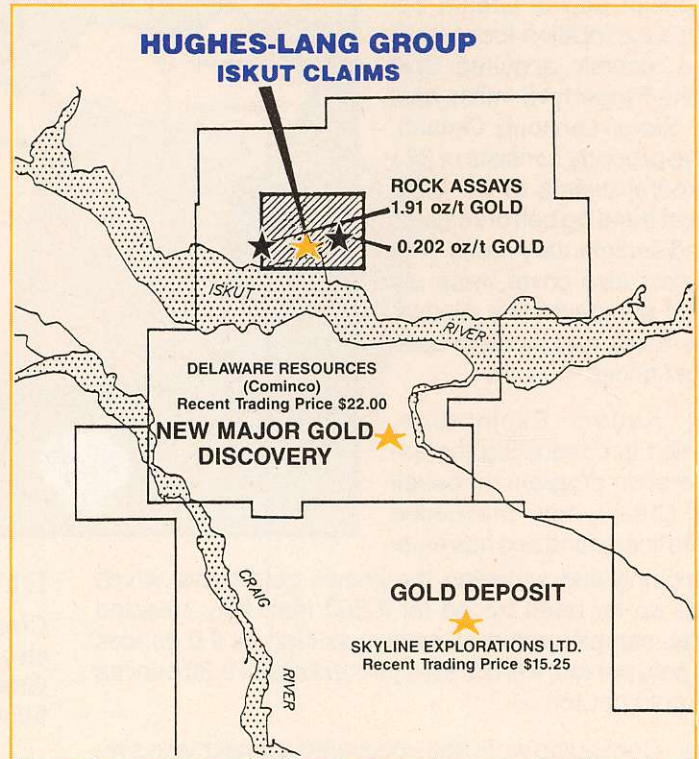 HUGHES-LANG GROUP
ISKUT CLAIMS
ROCK ASSAYS
1.91 oz/t GOLD
0.202 oz/t GOLD
ISKUT
RIVER
DELAWARE RESOURCES
(Cominco)
Recent Trading Price $22.00
NEW MAJOR GOLD
DISCOVERY
CRAIG
RIVER
GOLD DEPOSIT
SKYLINE EXPLORATIONS LTD.
Recent Trading Price $15.25